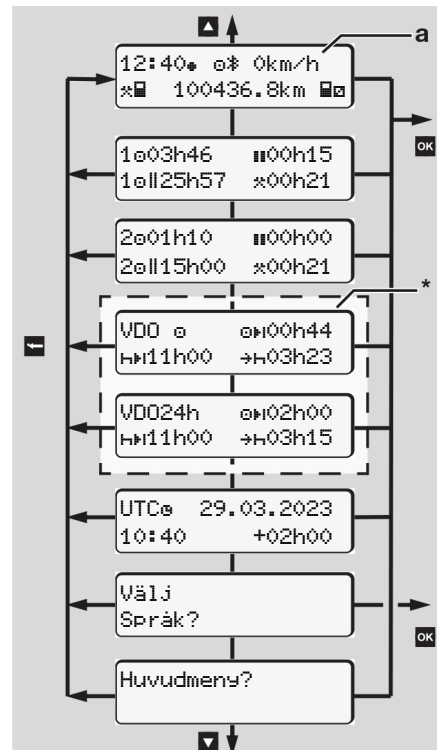 a
12:40● ⊙ᛒ 0km/h
100436.8km
OK
1⊙03h46 00h15
1⊙||25h57 00h21
2⊙01h10 00h00
2⊙||15h00 00h21
*
VDO ⊙ 00h44
11h00 03h23
VDO24h 02h00
11h00 03h15
UTC 29.03.2023
10:40 +02h00
Välj
Språk?
OK
Huvudmeny?